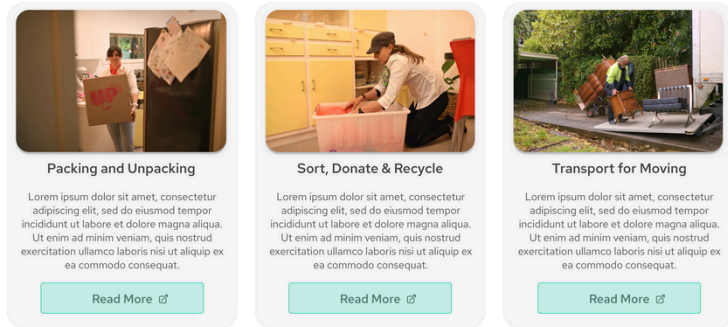 UP
Packing and Unpacking
Lorem ipsum dolor sit amet, consectetur
adipiscing elit, sed do eiusmod tempor
incididunt ut labore et dolore magna aliqua.
Ut enim ad minim veniam, quis nostrud
exercitation ullamco laboris nisi ut aliquip ex
ea commodo consequat.
Read More
Sort, Donate & Recycle
Lorem ipsum dolor sit amet, consectetur
adipiscing elit, sed do eiusmod tempor
incididunt ut labore et dolore magna aliqua.
Ut enim ad minim veniam, quis nostrud
exercitation ullamco laboris nisi ut aliquip ex
ea commodo consequat.
Read More
Transport for Moving
Lorem ipsum dolor sit amet, consectetur
adipiscing elit, sed do eiusmod tempor
incididunt ut labore et dolore magna aliqua.
Ut enim ad minim veniam, quis nostrud
exercitation ullamco laboris nisi ut aliquip ex
ea commodo consequat.
Read More